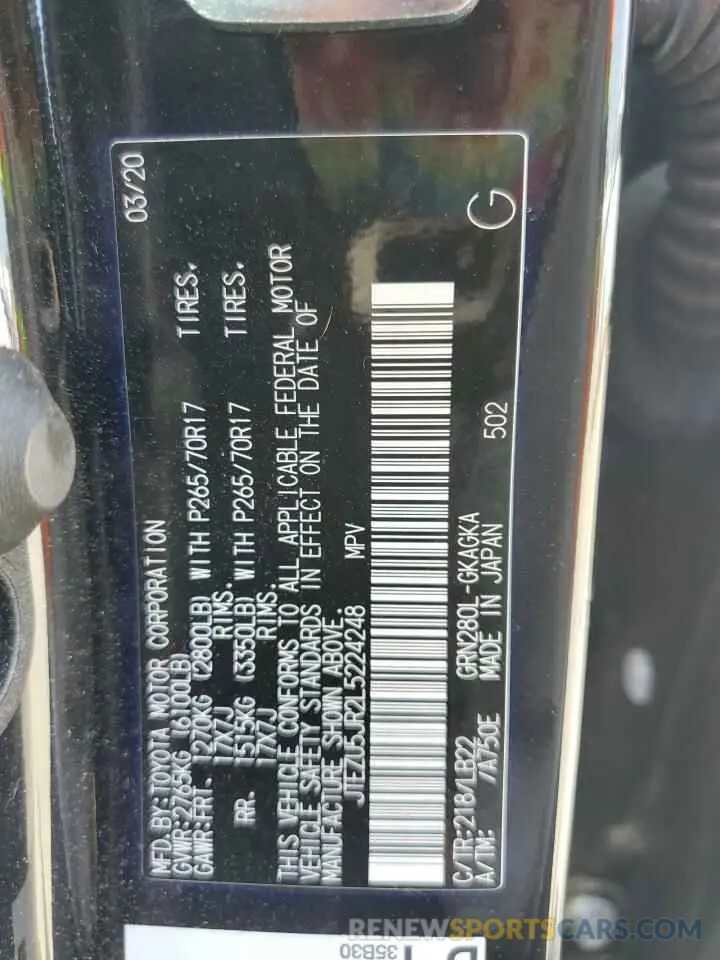 MFD. BY: TOYOTA MOTOR CORPORATION 03/20
GVWR: 2765KG (6100LB)
GAWR: FRT. 1270KG (2800LB) WITH P265/70R17 TIRES,
17X7J RIMS.
RR. 1515KG (3350LB) WITH P265/70R17 TIRES,
17X7J RIMS.
THIS VEHICLE CONFORMS TO ALL APPLICABLE FEDERAL MOTOR
VEHICLE SAFETY STANDARDS IN EFFECT ON THE DATE OF
MANUFACTURE SHOWN ABOVE.
JTEZU5JR2L5224248 MPV
C/TR: 218/LB22 GRN280L-GKAGKA
A/TM: /A750E MADE IN JAPAN 502
G
35B30
RENEWSPORTSCARS.COM